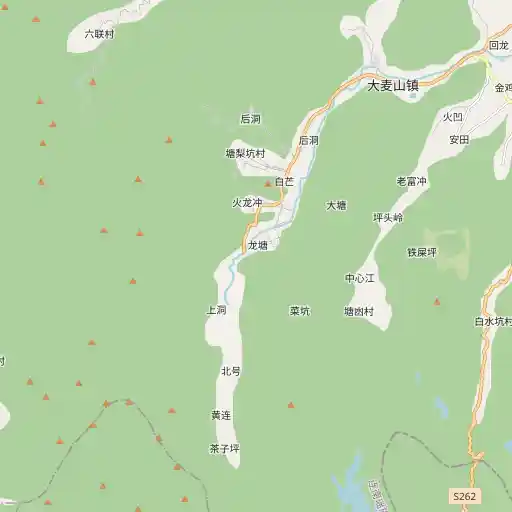 六联村
回龙
大麦山镇
金鸡
后洞
火凹
后洞
安田
塘梨坑村
白芒
老富冲
火龙冲
大塘
坪头岭
龙塘
铁屎坪
中心江
上洞
菜坑
塘凼村
白水坑村
村
北号
黄连
茶子坪
S262